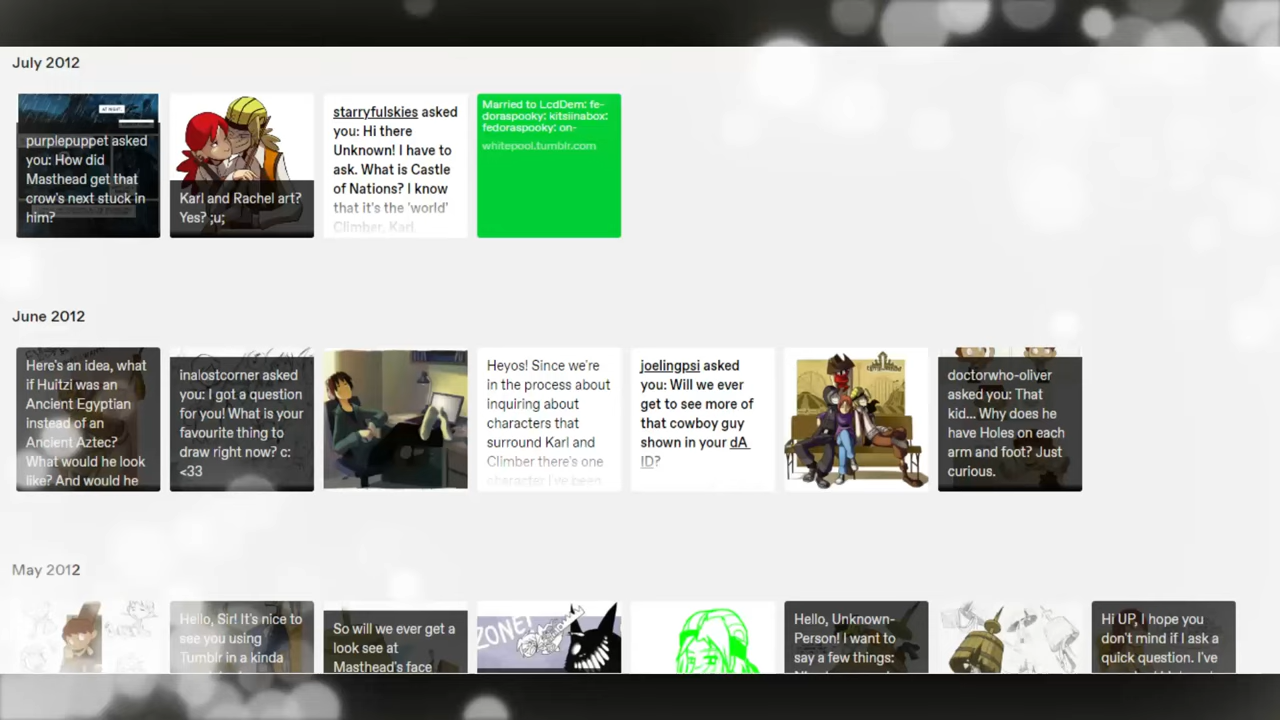 July 2012
AT NIGHT.
purplepuppet asked
you: How did
Masthead get that
crow's next stuck in
him?
Karl and Rachel art?
Yes? ;u;
starryfulskies asked
you: Hi there
Unknown! I have to
ask. What is Castle
of Nations? I know
that it's the 'world'
Climber, Karl
Married to LcdDem: fe-
doraspooky: kitsiinabox:
fedoraspooky: on-
whitepool.tumblr.com
June 2012
Here's an idea, what
if Huitzi was an
Ancient Egyptian
instead of an
Ancient Aztec?
What would he look
like? And would he
inalostcorner asked
you: I got a question
for you! What is your
favourite thing to
draw right now? c:
<33
Heyos! Since we're
in the process about
inquiring about
characters that
surround Karl and
Climber there's one
character I've been
joelingpsi asked
you: Will we ever
get to see more of
that cowboy guy
shown in your dA
ID?
doctorwho-oliver
asked you: That
kid... Why does he
have Holes on each
arm and foot? Just
curious.
May 2012
Hello, Sir! It's nice to
see you using
Tumblr in a kinda
So will we ever get a
look see at
Masthead's face
ZONE!
Hello, Unknown-
Person! I want to
say a few things:
Hi UP, I hope you
don't mind if I ask a
quick question. I've